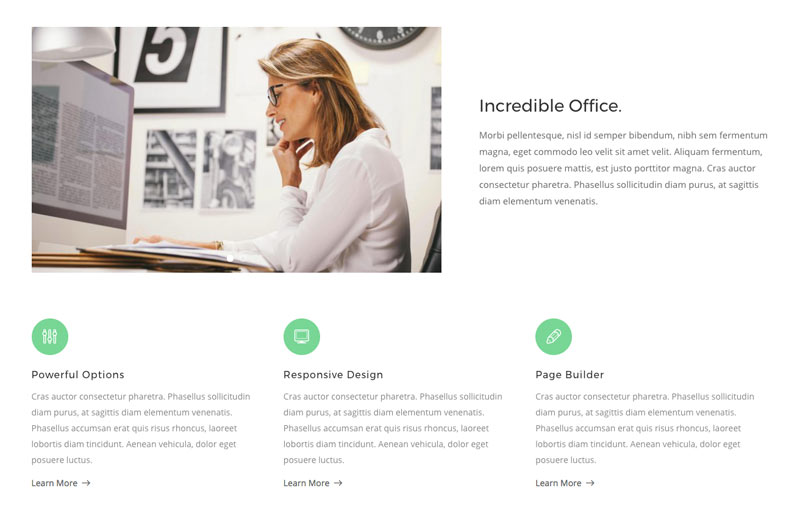 5
Incredible Office.
Morbi pellentesque, nisl id semper bibendum, nibh sem fermentum
magna, eget commodo leo velit sit amet velit. Aliquam fermentum,
lorem quis posuere mattis, est justo porttitor magna. Cras auctor
consectetur pharetra. Phasellus sollicitudin diam purus, at sagittis
diam elementum venenatis.
Powerful Options
Cras auctor consectetur pharetra. Phasellus sollicitudin
diam purus, at sagittis diam elementum venenatis.
Phasellus accumsan erat quis risus rhoncus, laoreet
lobortis diam tincidunt. Aenean vehicula, dolor eget
posuere luctus.
Learn More →
Responsive Design
Cras auctor consectetur pharetra. Phasellus sollicitudin
diam purus, at sagittis diam elementum venenatis.
Phasellus accumsan erat quis risus rhoncus, laoreet
lobortis diam tincidunt. Aenean vehicula, dolor eget
posuere luctus.
Learn More →
Page Builder
Cras auctor consectetur pharetra. Phasellus sollicitudin
diam purus, at sagittis diam elementum venenatis.
Phasellus accumsan erat quis risus rhoncus, laoreet
lobortis diam tincidunt. Aenean vehicula, dolor eget
posuere luctus.
Learn More →